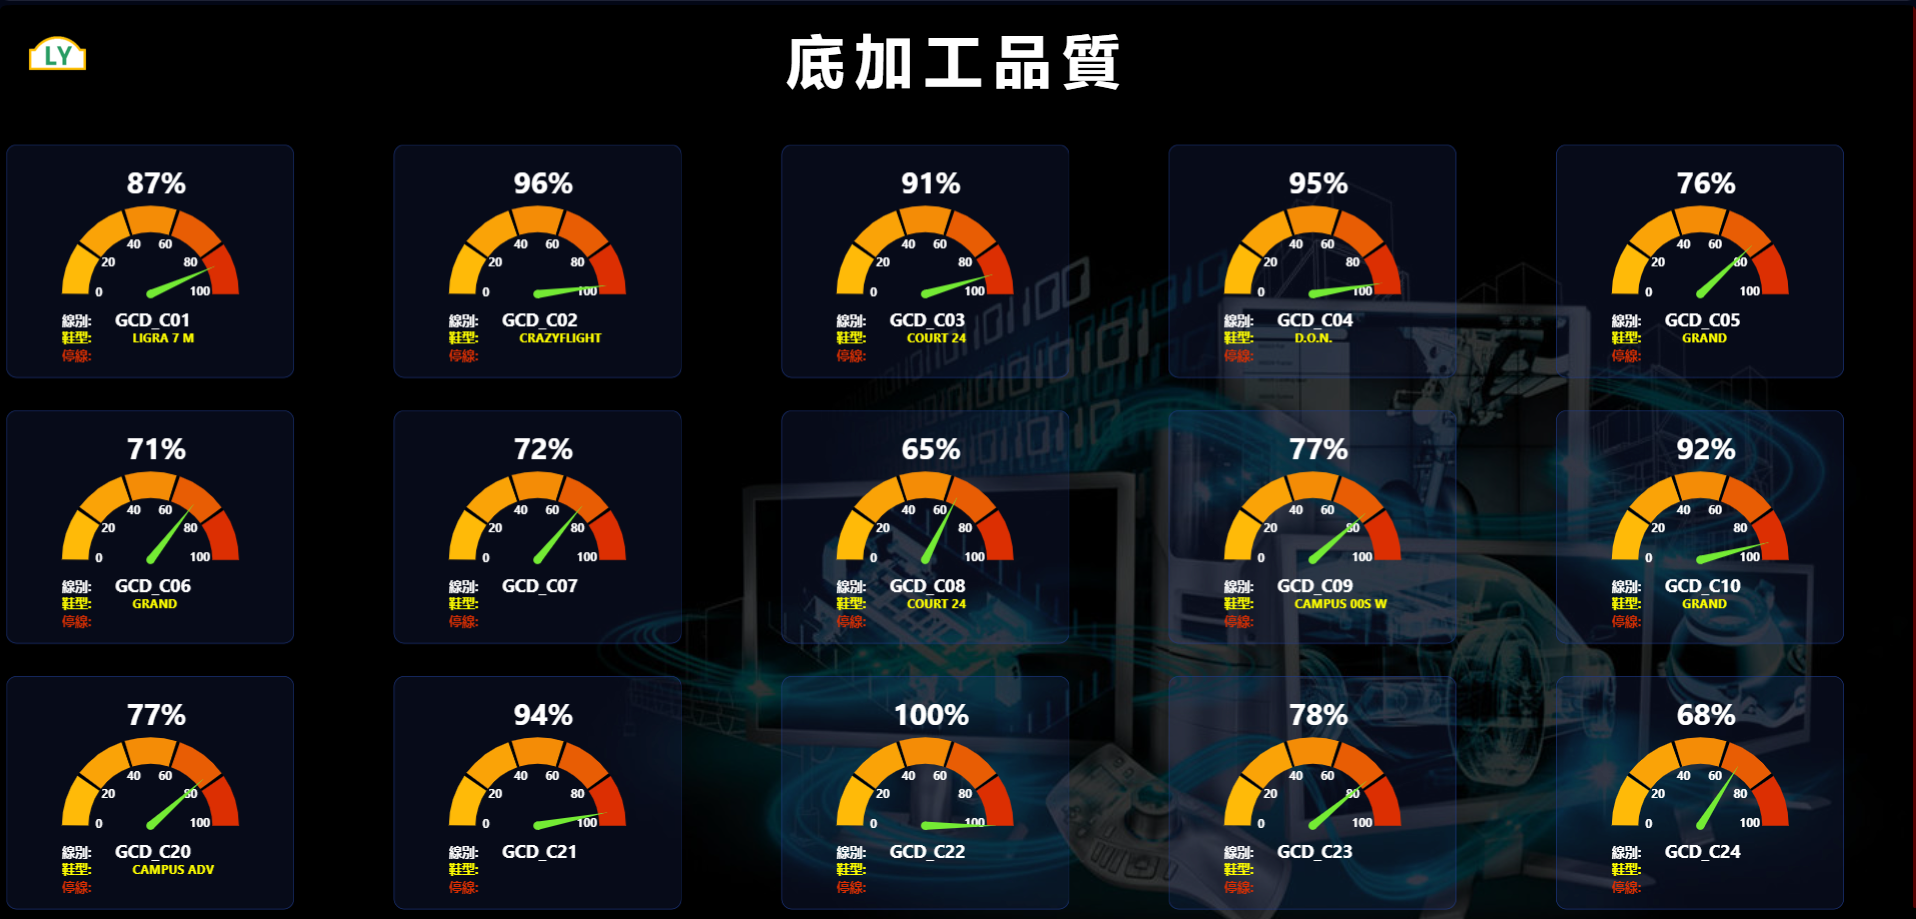 LY
底加工品質
87%
0 20 40 60 80 100
線別: GCD_C01
鞋型: LIGRA 7 M
停線:
96%
0 20 40 60 80 100
線別: GCD_C02
鞋型: CRAZYFLIGHT
停線:
91%
0 20 40 60 80 100
線別: GCD_C03
鞋型: COURT 24
停線:
95%
0 20 40 60 80 100
線別: GCD_C04
鞋型: D.O.N.
停線:
76%
0 20 40 60 80 100
線別: GCD_C05
鞋型: GRAND
停線:
71%
0 20 40 60 80 100
線別: GCD_C06
鞋型: GRAND
停線:
72%
0 20 40 60 80 100
線別: GCD_C07
鞋型:
停線:
65%
0 20 40 60 80 100
線別: GCD_C08
鞋型: COURT 24
停線:
77%
0 20 40 60 80 100
線別: GCD_C09
鞋型: CAMPUS 00S W
停線:
92%
0 20 40 60 80 100
線別: GCD_C10
鞋型: GRAND
停線:
77%
0 20 40 60 80 100
線別: GCD_C20
鞋型: CAMPUS ADV
停線:
94%
0 20 40 60 80 100
線別: GCD_C21
鞋型:
停線:
100%
0 20 40 60 80 100
線別: GCD_C22
鞋型:
停線:
78%
0 20 40 60 80 100
線別: GCD_C23
鞋型:
停線:
68%
0 20 40 60 80 100
線別: GCD_C24
鞋型:
停線: